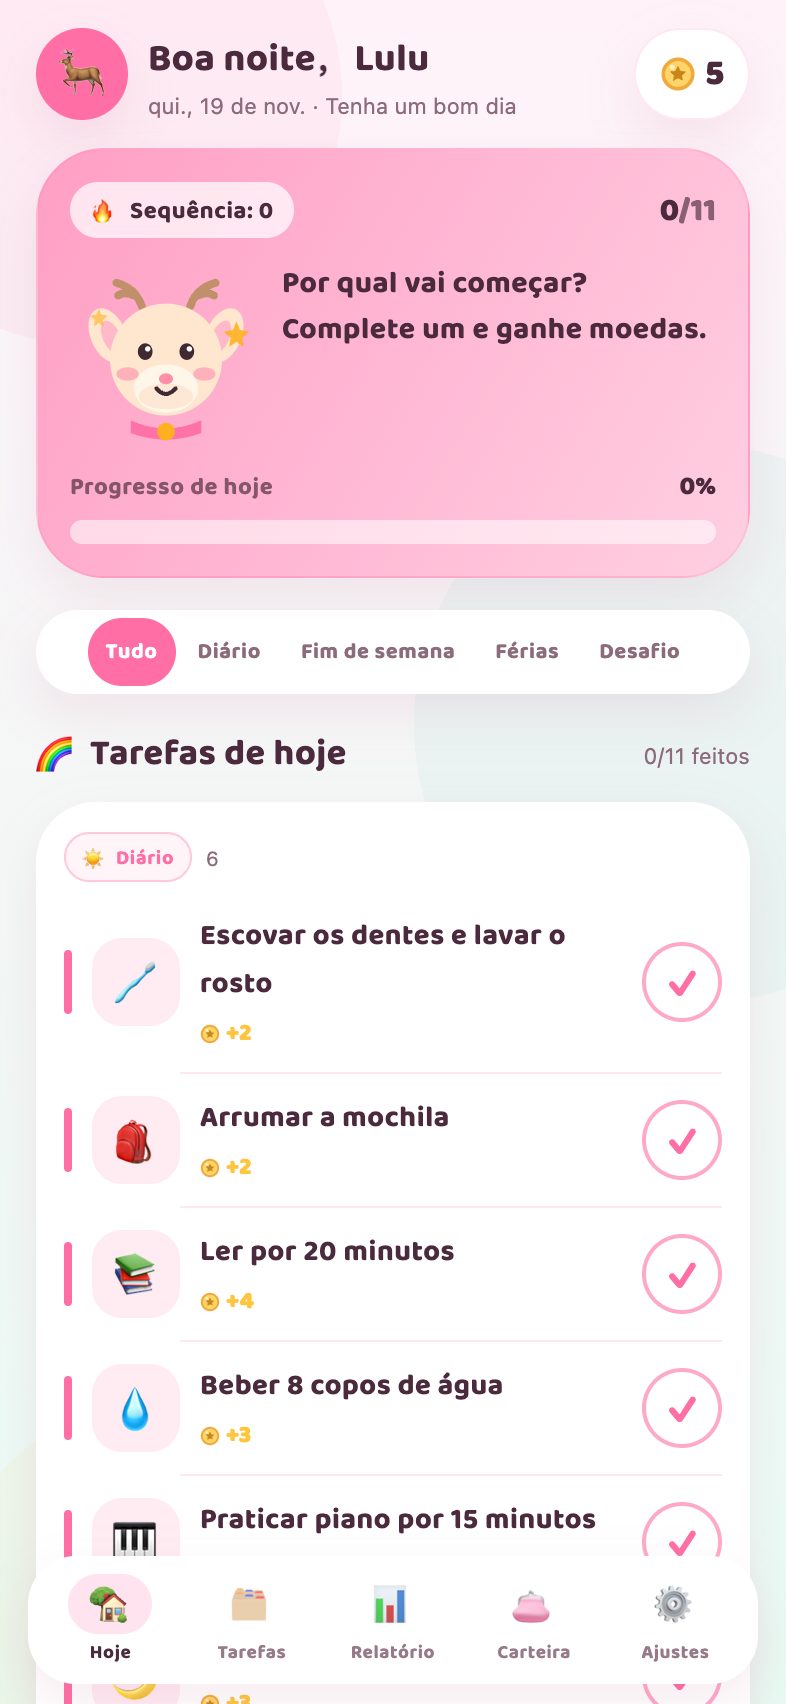 Boa noite, Lulu
qui., 19 de nov. · Tenha um bom dia
5
Sequência: 0
0/11
Por qual vai começar?
Complete um e ganhe moedas.
Progresso de hoje
0%
Tudo
Diário
Fim de semana
Férias
Desafio
Tarefas de hoje
0/11 feitos
Diário
6
Escovar os dentes e lavar o
rosto
+2
Arrumar a mochila
+2
Ler por 20 minutos
+4
Beber 8 copos de água
+3
Praticar piano por 15 minutos
Hoje
Tarefas
Relatório
Carteira
Ajustes
+3